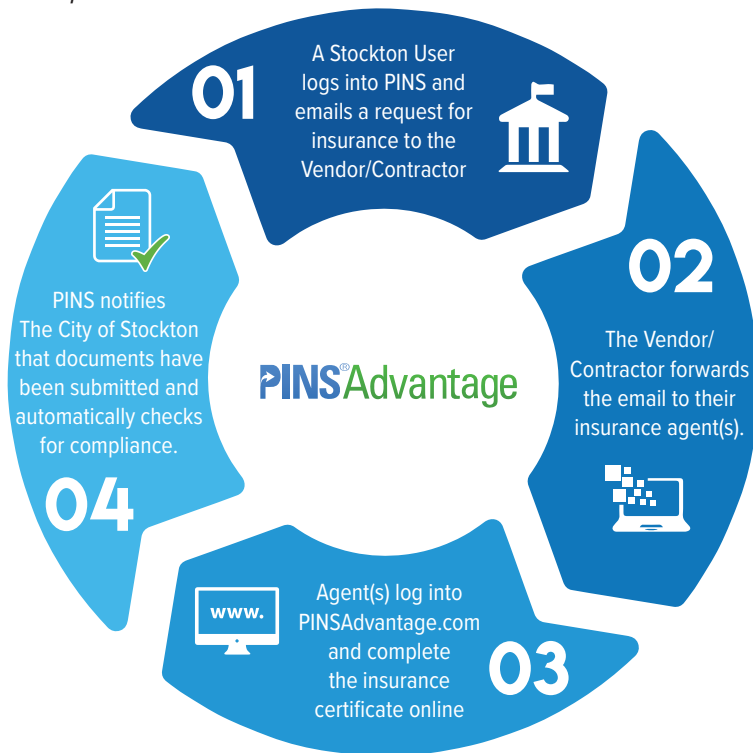 01
A Stockton User
logs into PINS and
emails a request for
insurance to the
Vendor/Contractor
02
The Vendor/
Contractor forwards
the email to their
insurance agent(s).
www.
Agent(s) log into
PINSAdvantage.com
and complete
the insurance
certificate online
03
PINS notifies
The City of Stockton
that documents have
been submitted and
automatically checks
for compliance.
04
PINS®Advantage